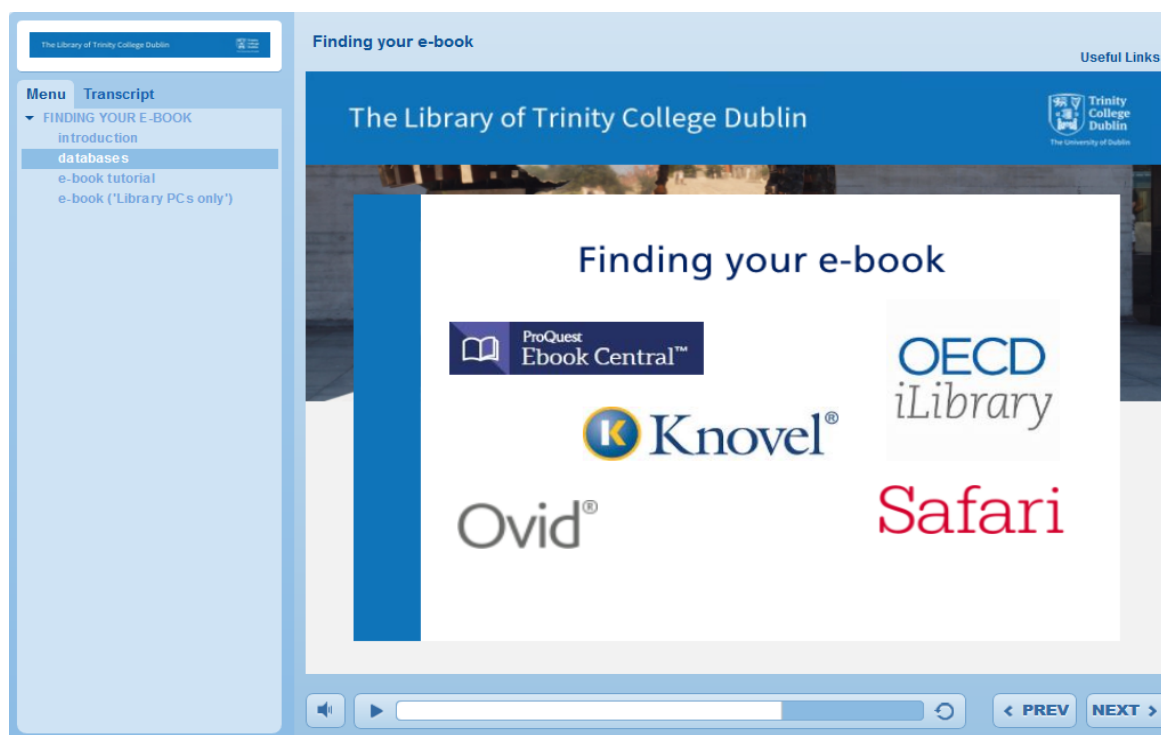 The Library of Trinity College Dublin
Finding your e-book
Useful Links
Menu Transcript
FINDING YOUR E-BOOK
introduction
databases
e-book tutorial
e-book ('Library PCs only')
The Library of Trinity College Dublin
Trinity
College
Dublin
The University of Dublin
Finding your e-book
ProQuest
Ebook Central™
OECD
iLibrary
K Knovel®
Ovid®
Safari
PREV NEXT